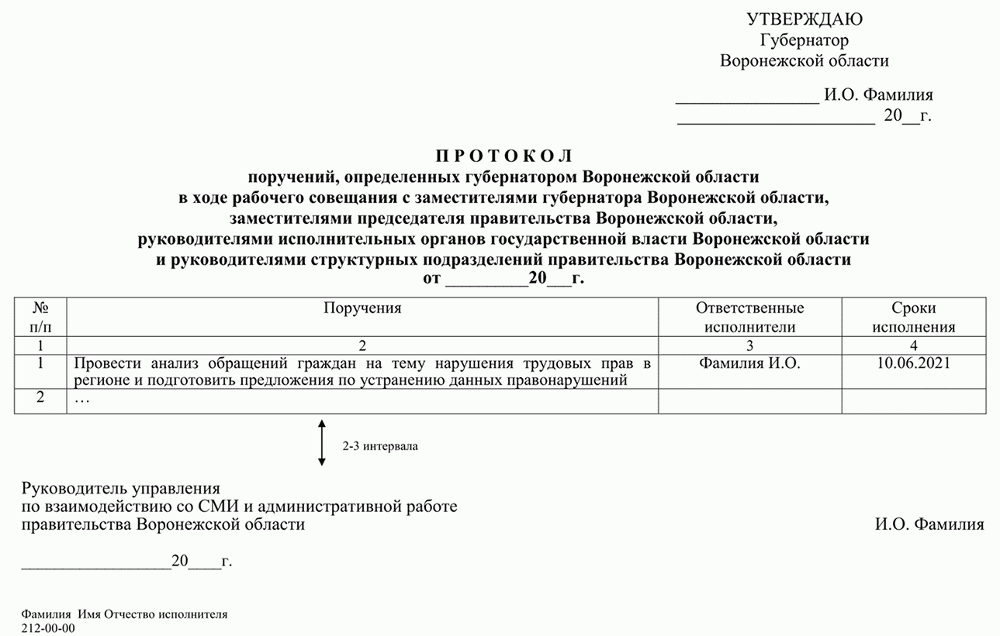 УТВЕРЖДАЮ
Губернатор
Воронежской области
_________________ И.О. Фамилия
_______________________ 20__г.
П Р О Т О К О Л
поручений, определенных губернатором Воронежской области
в ходе рабочего совещания с заместителями губернатора Воронежской области,
заместителями председателя правительства Воронежской области,
руководителями исполнительных органов государственной власти Воронежской области
и руководителями структурных подразделений правительства Воронежской области
от __________20___г.
№ Поручения Ответственные Сроки
п/п исполнители исполнения
1 2 3 4
1 Провести анализ обращений граждан на тему нарушения трудовых прав в Фамилия И.О. 10.06.2021
регионе и подготовить предложения по устранению данных правонарушений
2 …
2-3 интервала
Руководитель управления
по взаимодействию со СМИ и административной работе
правительства Воронежской области И.О. Фамилия
__________________20____г.
Фамилия Имя Отчество исполнителя
212-00-00